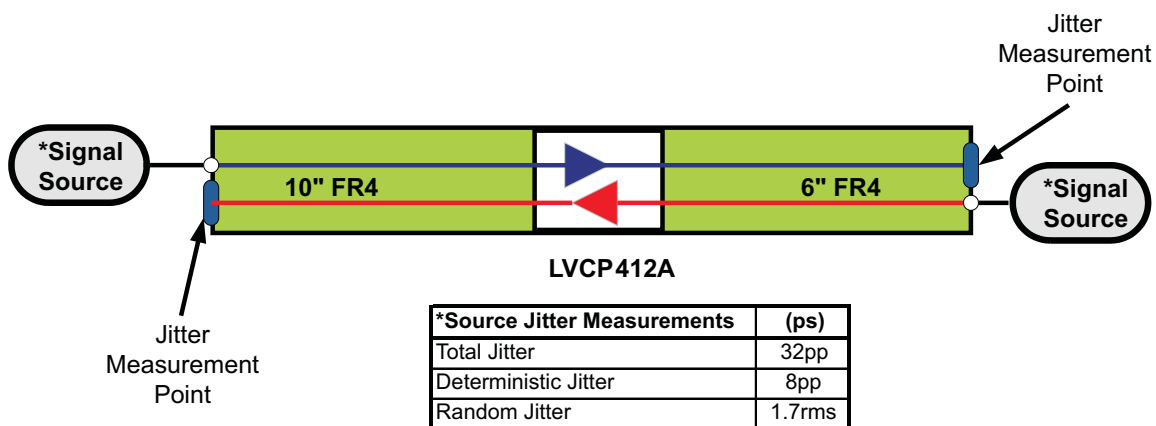 Jitter
Measurement
Point
*Signal
Source
10" FR4
6" FR4
*Signal
Source
LVCP412A
Jitter
Measurement
Point
*Source Jitter Measurements (ps)
Total Jitter 32pp
Deterministic Jitter 8pp
Random Jitter 1.7rms